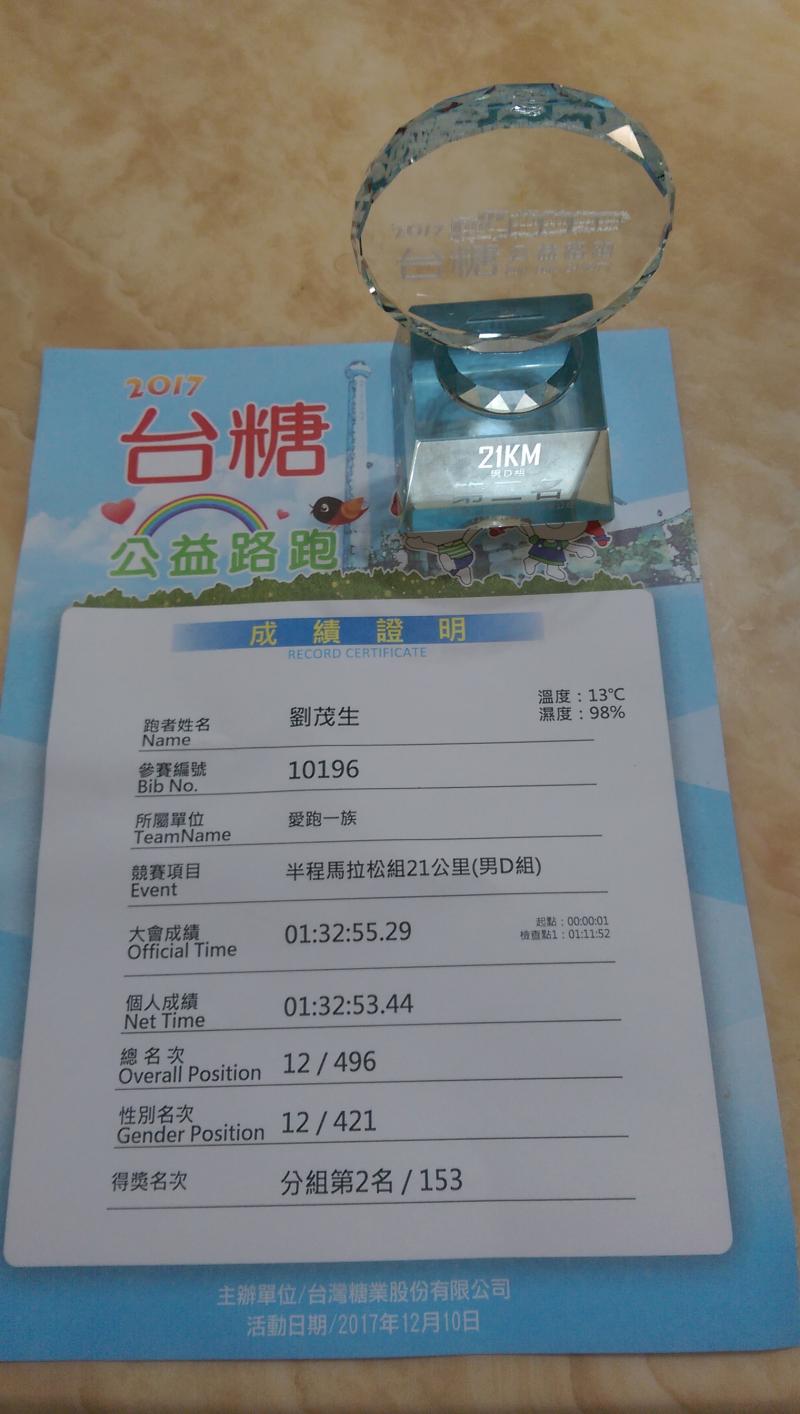 2017
台糖
公益路跑
21KM
男D組
2017
台糖
公益路跑
成績證明
RECORD CERTIFICATE
溫度：13℃
濕度：98%
跑者姓名 劉茂生
Name
參賽編號 10196
Bib No.
所屬單位 愛跑一族
TeamName
競賽項目 半程馬拉松組21公里(男D組)
Event
大會成績 01:32:55.29
Official Time
起點：00:00:01
檢查點1：01:11:52
個人成績 01:32:53.44
Net Time
總名次 12 / 496
Overall Position
性別名次 12 / 421
Gender Position
得獎名次 分組第2名 / 153
主辦單位/台灣糖業股份有限公司
活動日期/2017年12月10日